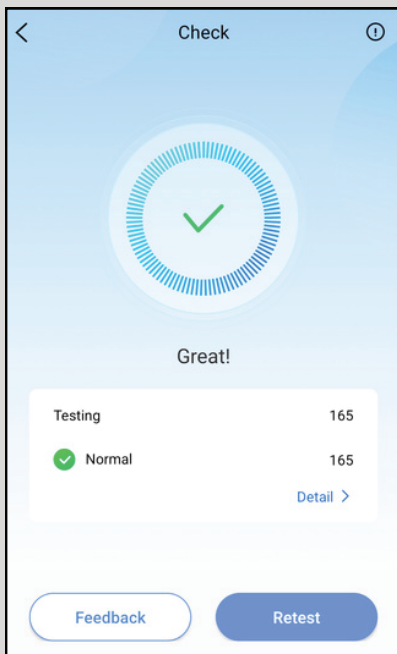 Check
Great!
Testing 165
Normal 165
Detail >
Feedback Retest